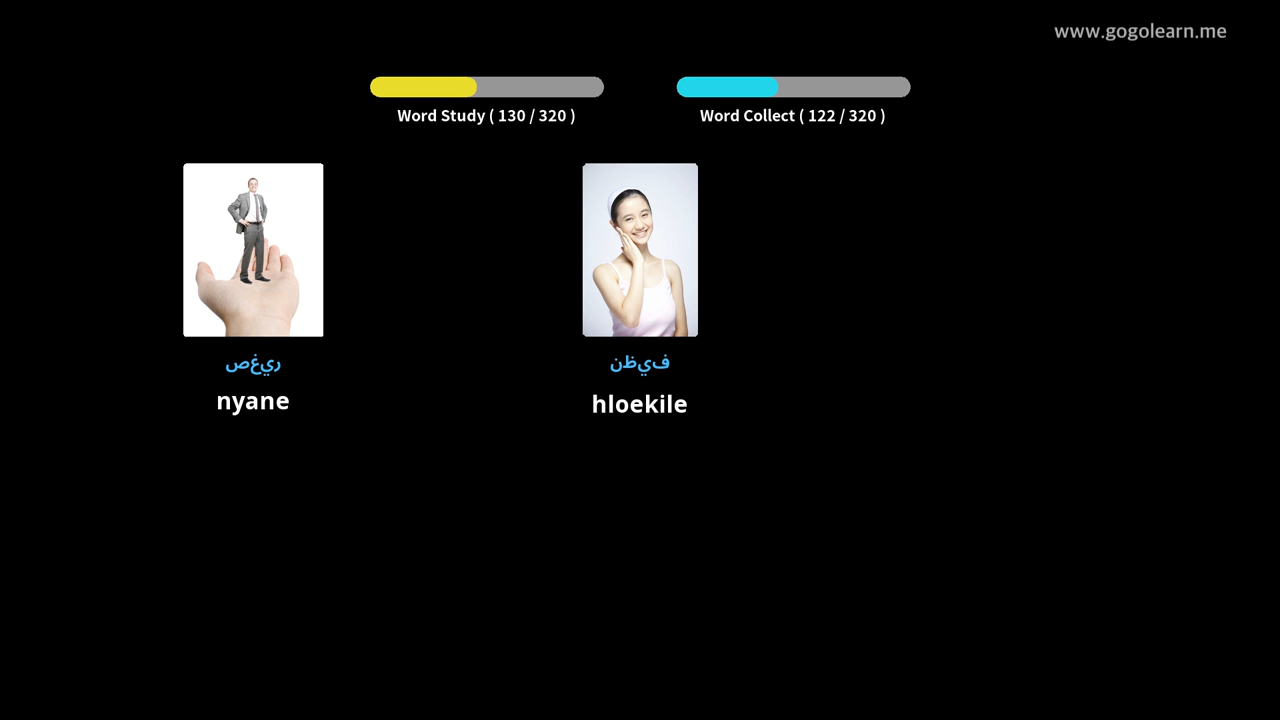 www.gogolearn.me
Word Study ( 130 / 320 )
Word Collect ( 122 / 320 )
صغير
نظيف
nyane
hloekile